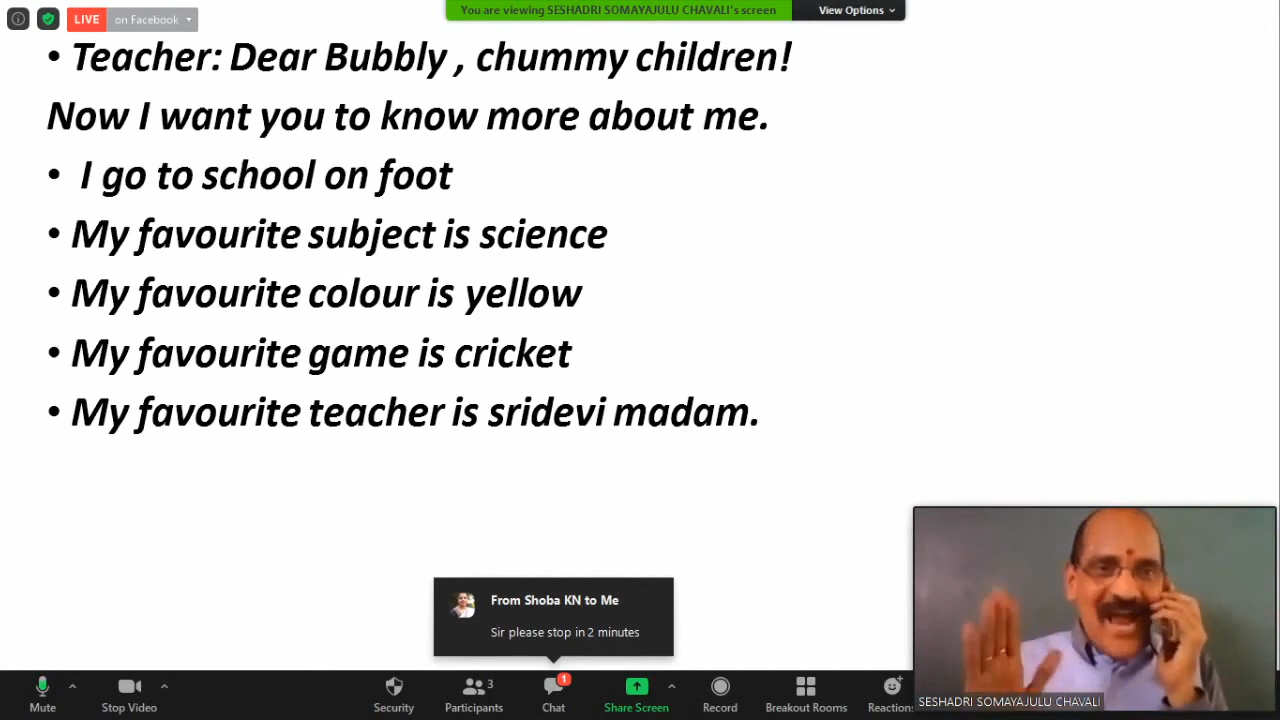 LIVE on Facebook
You are viewing SESHADRI SOMAYAJULU CHAVALI's screen
View Options
• Teacher: Dear Bubbly , chummy children!
Now I want you to know more about me.
• I go to school on foot
• My favourite subject is science
• My favourite colour is yellow
• My favourite game is cricket
• My favourite teacher is sridevi madam.
From Shoba KN to Me
Sir please stop in 2 minutes
SESHADRI SOMAYAJULU CHAVALI
3
1
Mute
Stop Video
Security
Participants
Chat
Share Screen
Record
Breakout Rooms
Reactions